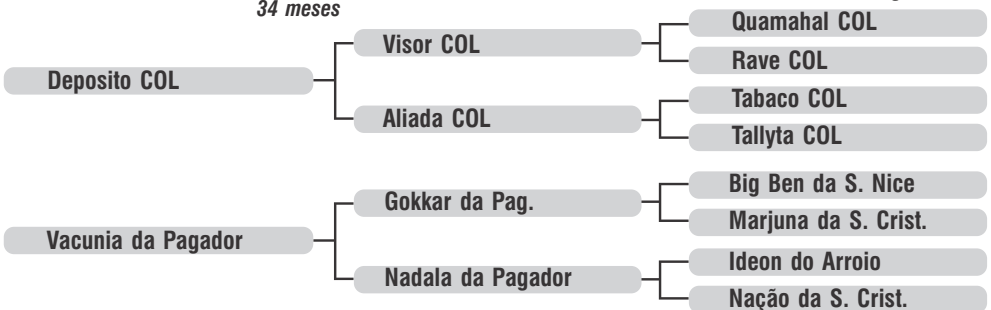 34 meses
Quamahal COL
Visor COL
Rave COL
Deposito COL
Tabaco COL
Aliada COL
Tallyta COL
Big Ben da S. Nice
Gokkar da Pag.
Marjuna da S. Crist.
Vacunia da Pagador
Ideon do Arroio
Nadala da Pagador
Nação da S. Crist.